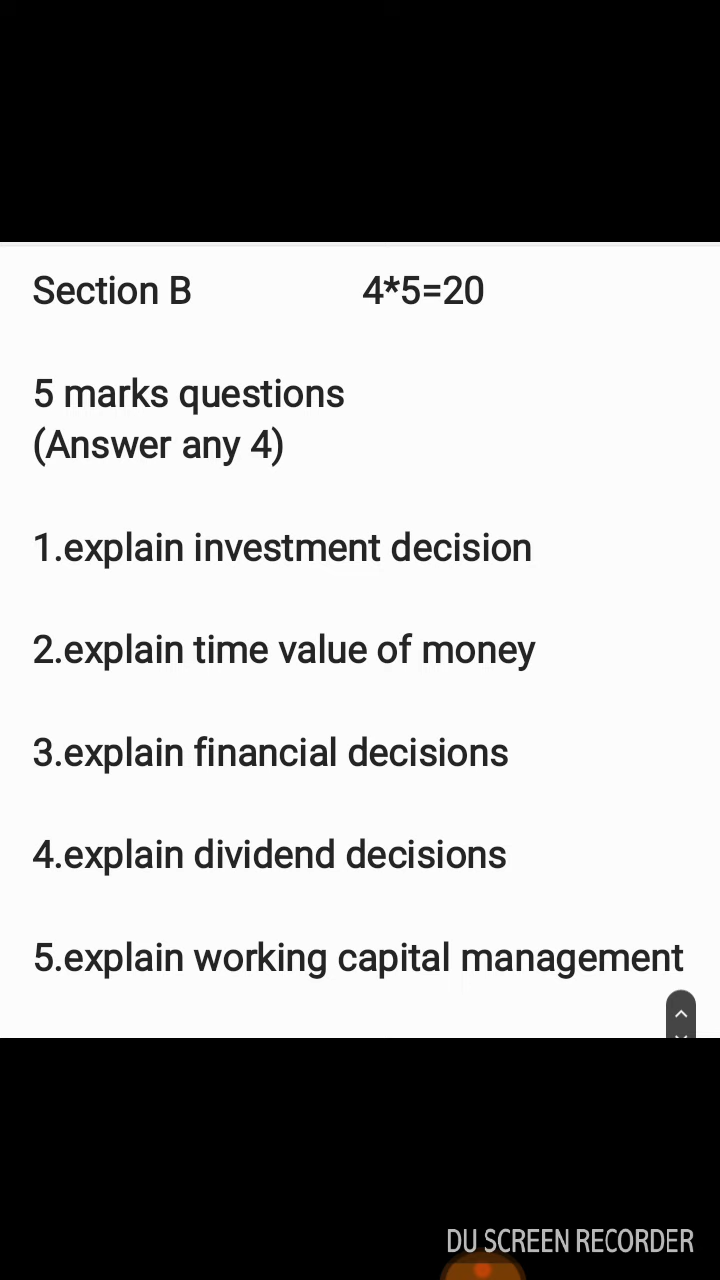 Section B 4*5=20
5 marks questions
(Answer any 4)
1.explain investment decision
2.explain time value of money
3.explain financial decisions
4.explain dividend decisions
5.explain working capital management
DU SCREEN RECORDER